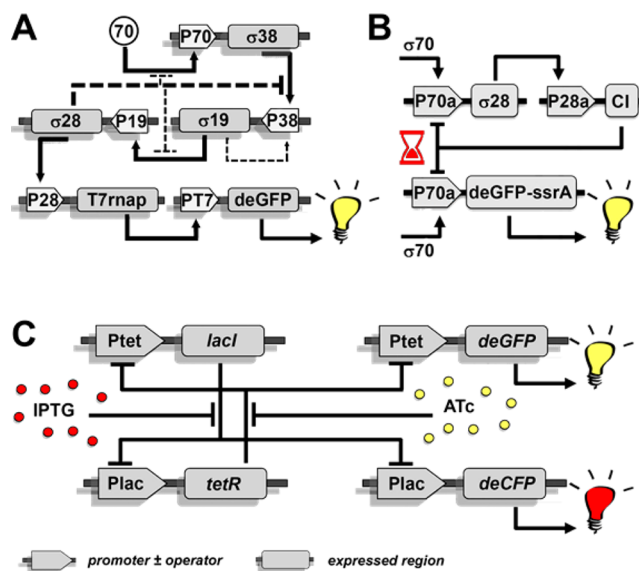 A
70
P70
σ38
σ28
P19
σ19
P38
P28
T7rnap
PT7
deGFP
B
σ70
P70a
σ28
P28a
CI
P70a
deGFP-ssrA
σ70
C
Ptet
lacI
Ptet
deGFP
IPTG
ATc
Plac
tetR
Plac
deCFP
promoter ± operator
expressed region